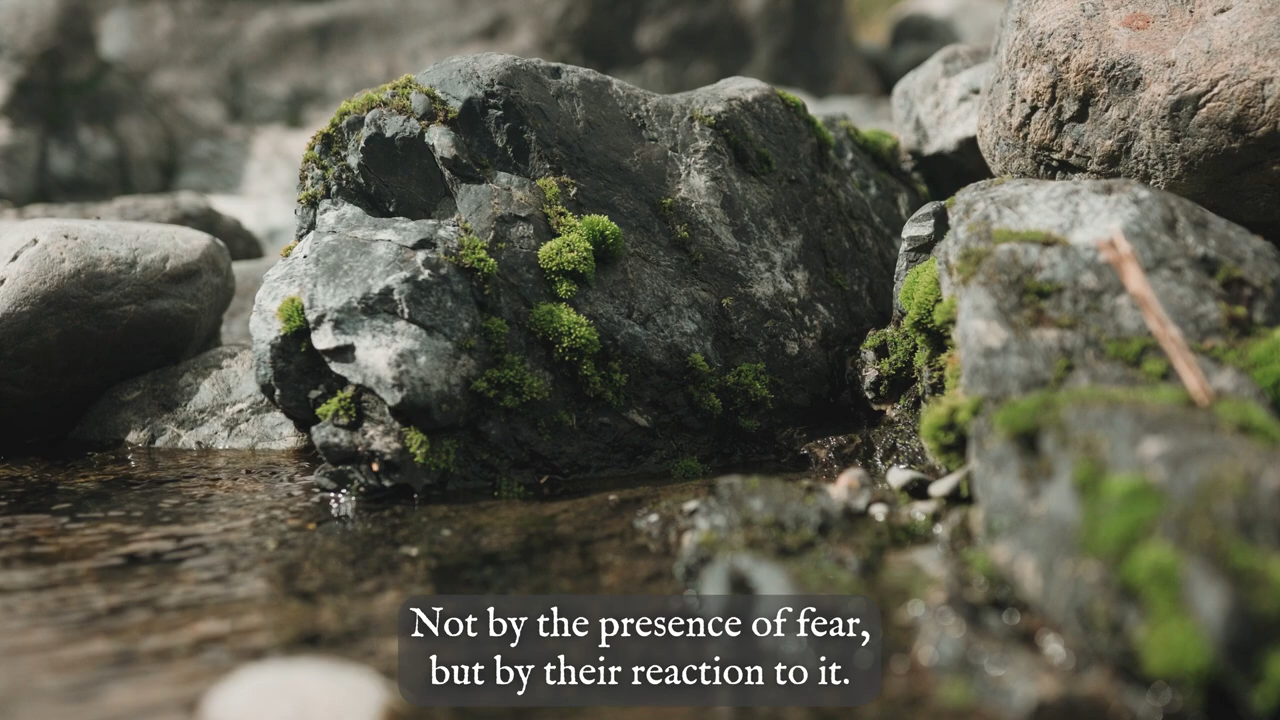 Not by the presence of fear,
but by their reaction to it.